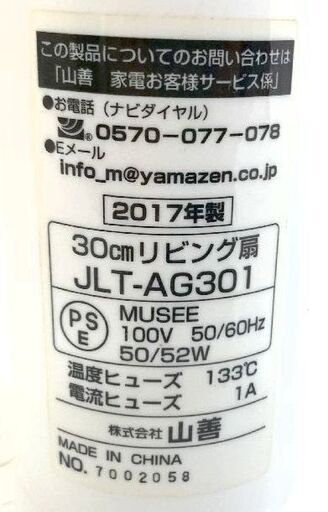 この製品についてのお問い合わせは
「山善 家電お客様サービス係」
●お電話（ナビダイヤル）
® 0570-077-078
●Eメール
info_m@yamazen.co.jp
2017年製
30cmリビング扇
JLT-AG301
PSE
MUSEE
100V 50/60Hz
50/52W
温度ヒューズ 133℃
電流ヒューズ 1A
株式会社 山善
MADE IN CHINA
NO. 7002058